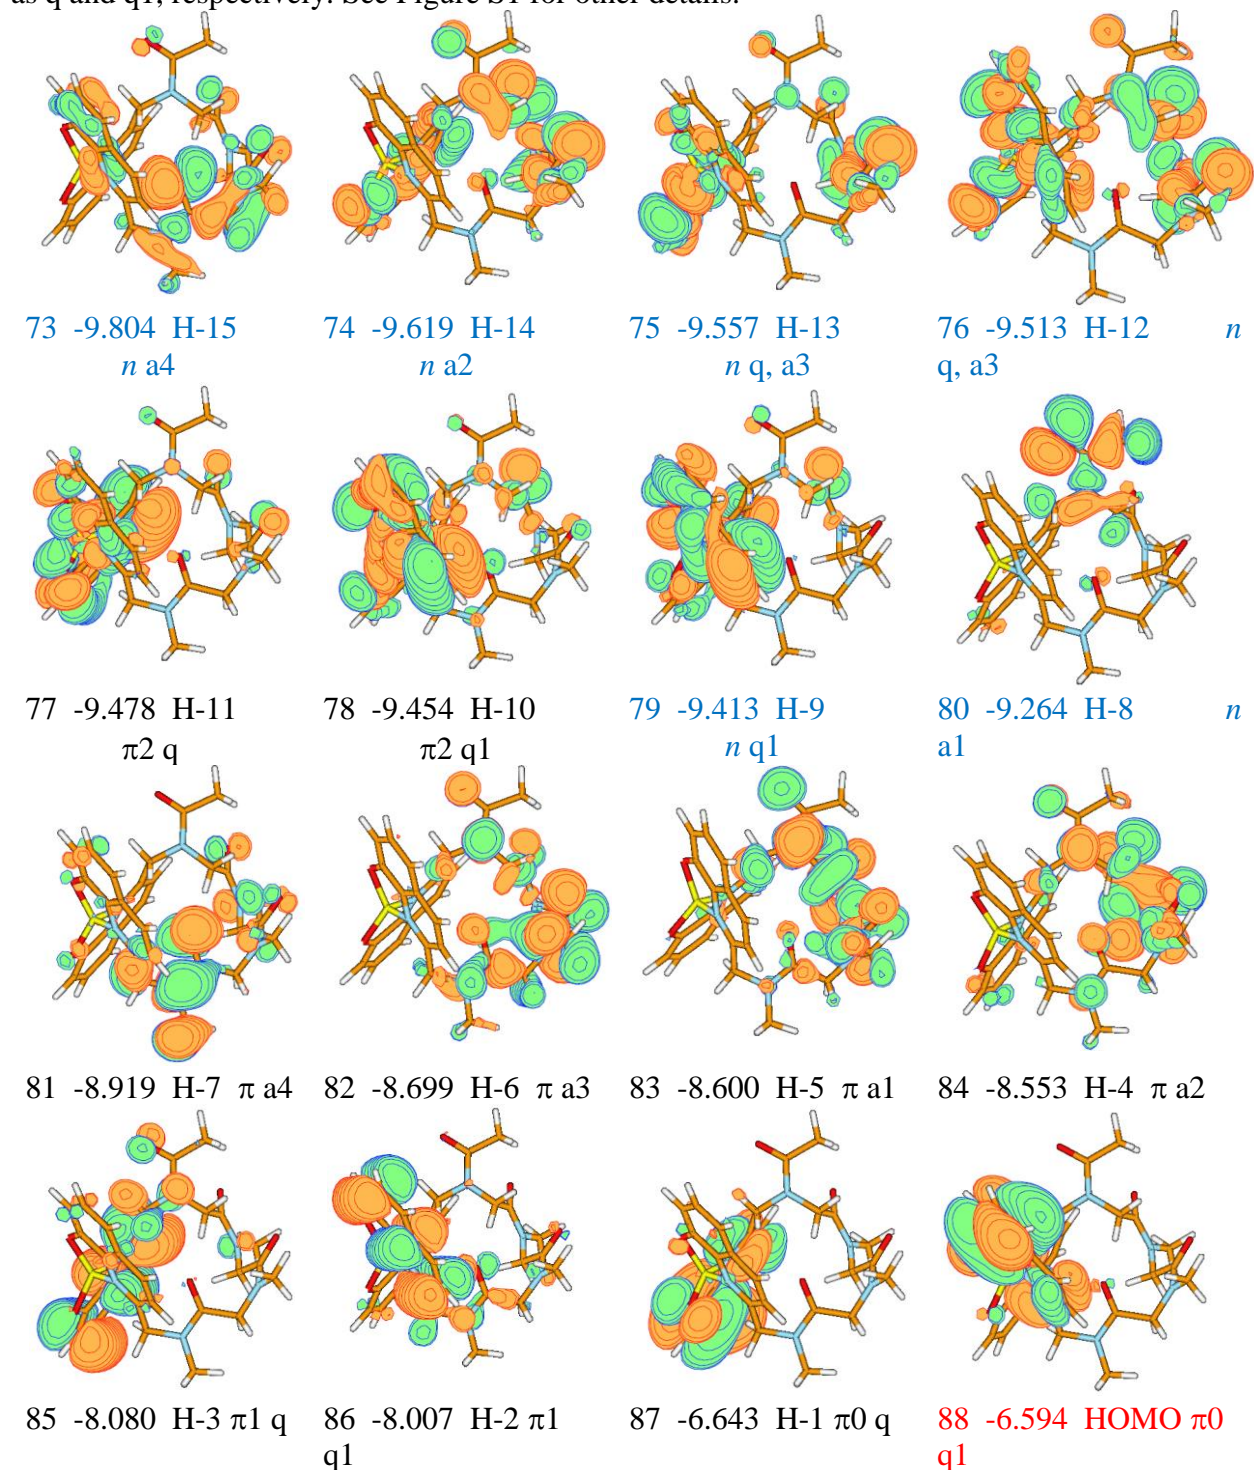 as q and q1, respectively. See Figure S1 for other details.
73 -9.804 H-15
n a4
74 -9.619 H-14
n a2
75 -9.557 H-13
n q, a3
76 -9.513 H-12 n
q, a3
77 -9.478 H-11
π2 q
78 -9.454 H-10
π2 q1
79 -9.413 H-9
n q1
80 -9.264 H-8 n
a1
81 -8.919 H-7 π a4
82 -8.699 H-6 π a3
83 -8.600 H-5 π a1
84 -8.553 H-4 π a2
85 -8.080 H-3 π1 q
86 -8.007 H-2 π1
q1
87 -6.643 H-1 π0 q
88 -6.594 HOMO π0
q1